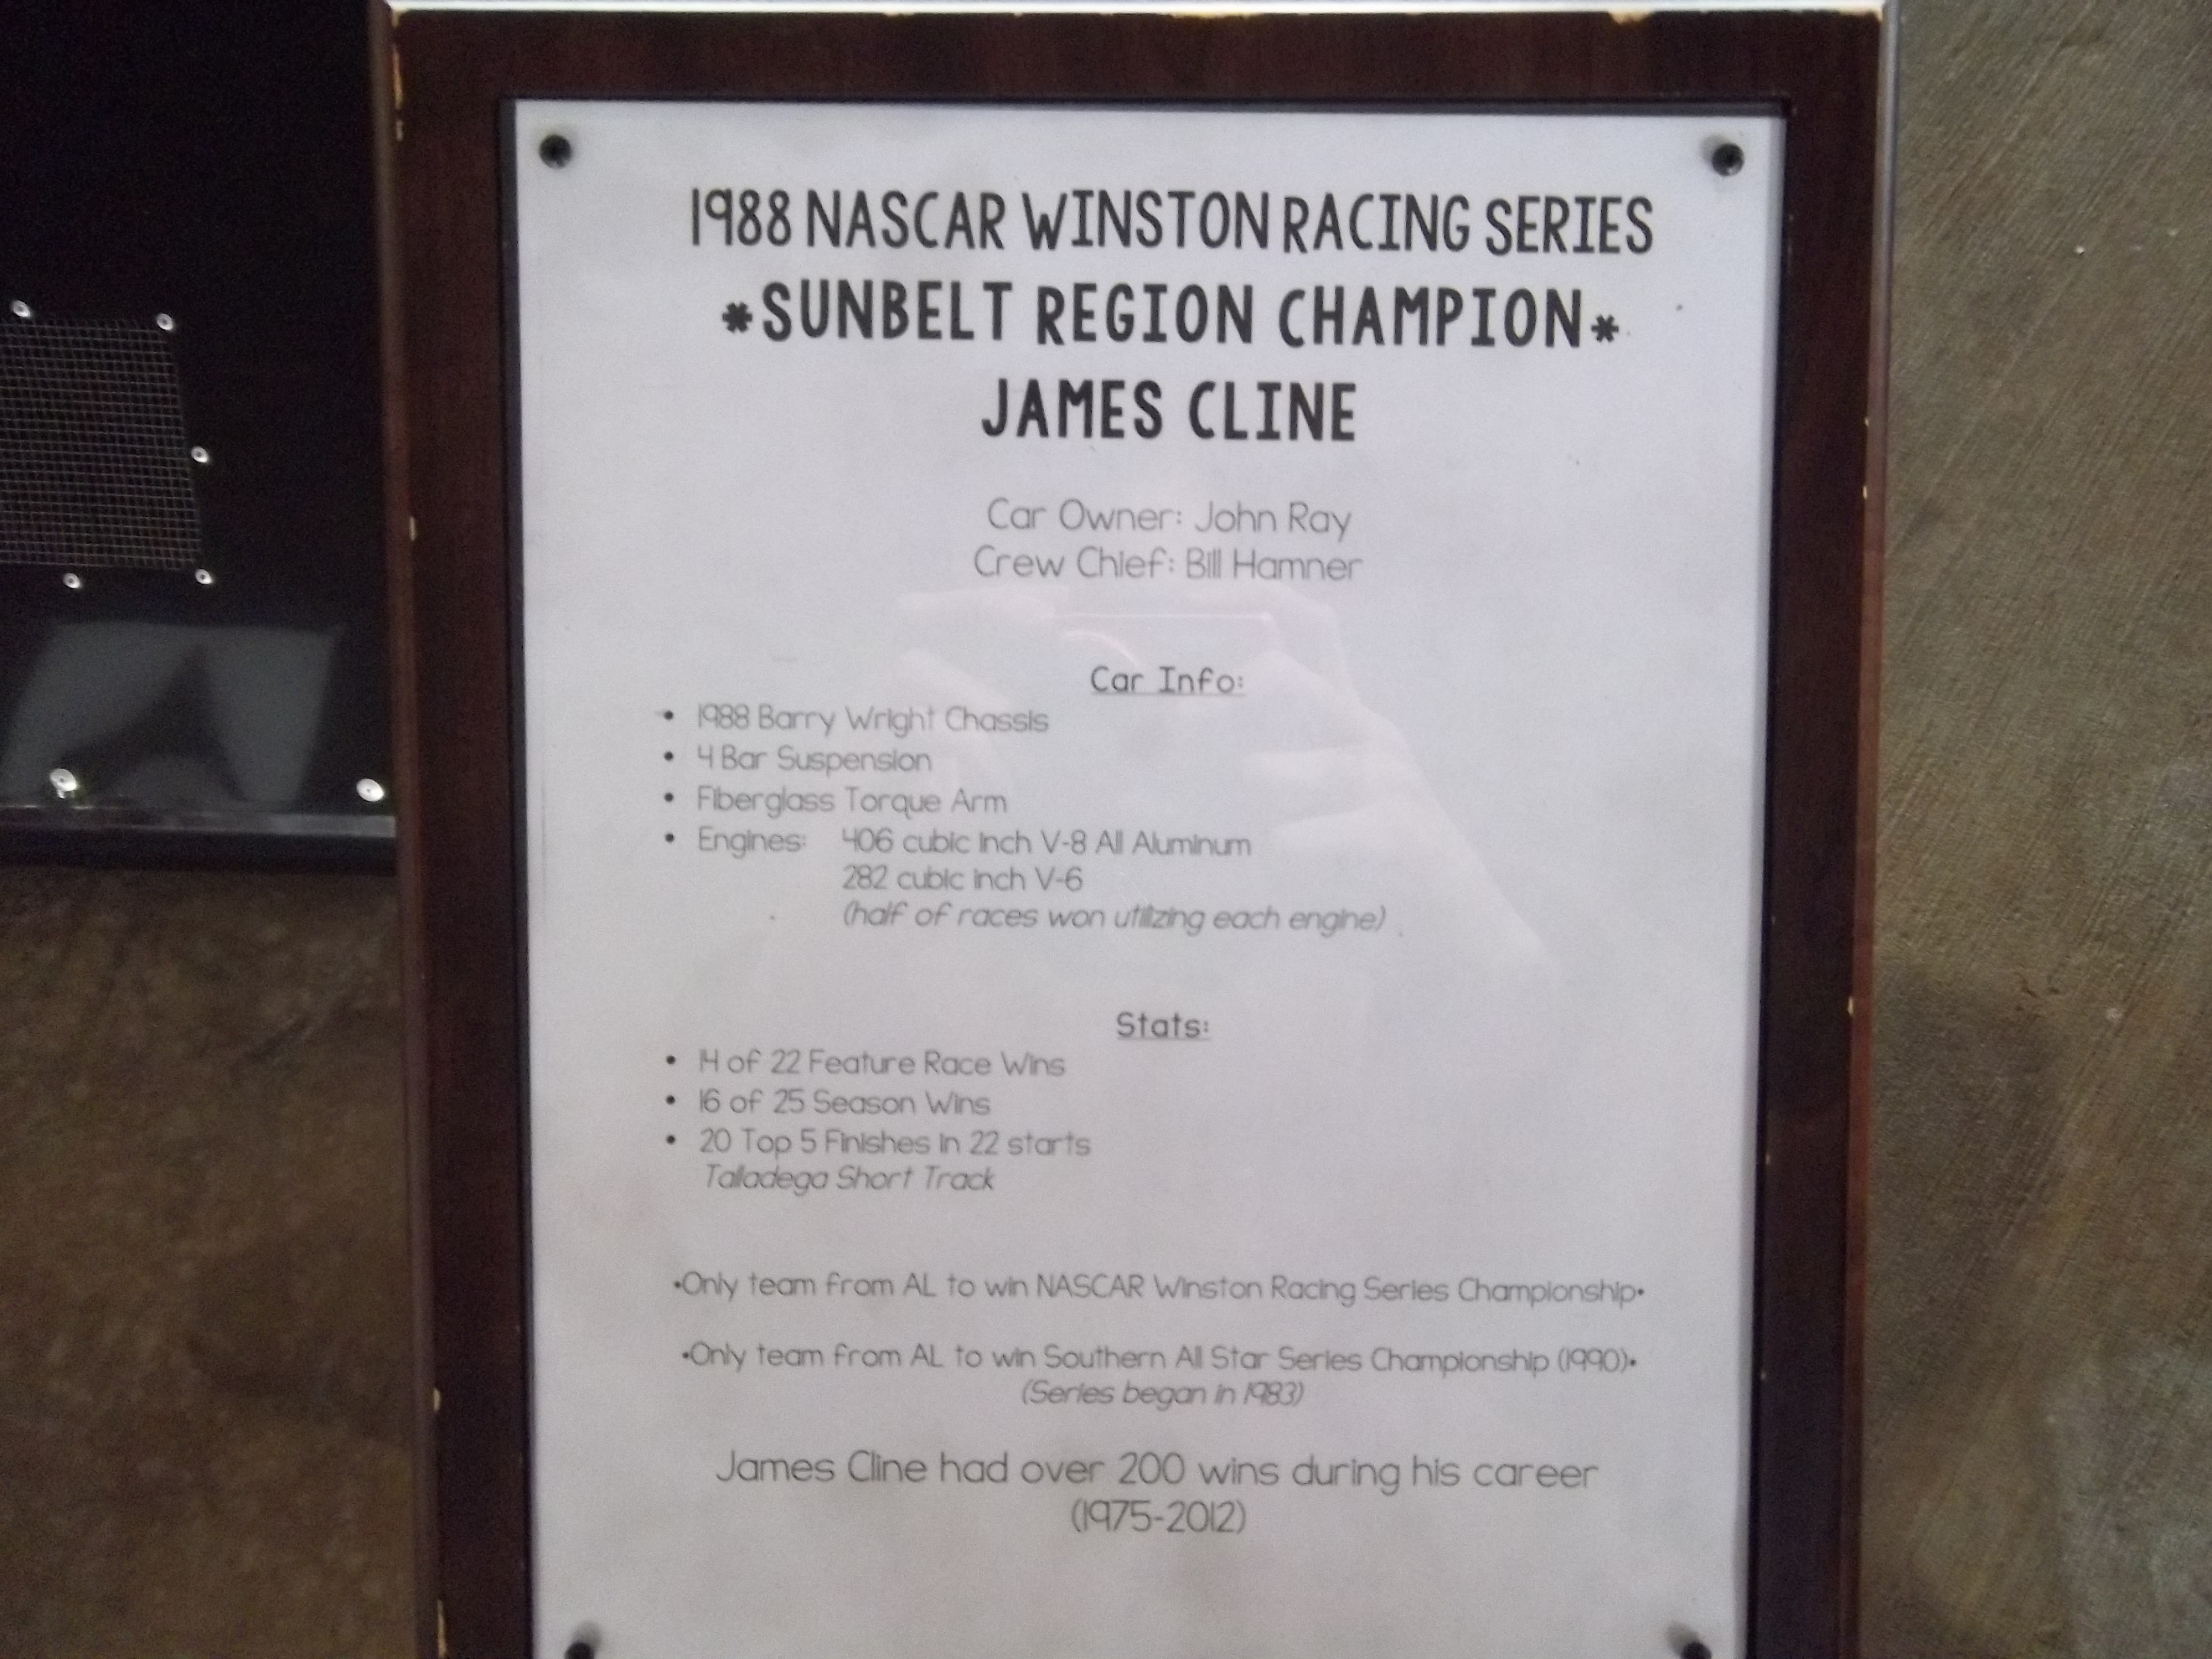 1988 NASCAR WINSTON RACING SERIES
*SUNBELT REGION CHAMPION*
JAMES CLINE
Car Owner: John Ray
Crew Chief: Bill Hamner
Car Info:
• 1988 Barry Wright Chassis
• 4 Bar Suspension
• Fiberglass Torque Arm
• Engines: 406 cubic inch V-8 All Aluminum
282 cubic inch V-6
(half of races won utilizing each engine)
Stats:
• 14 of 22 Feature Race Wins
• 16 of 25 Season Wins
• 20 Top 5 Finishes in 22 starts
Talladega Short Track
•Only team from AL to win NASCAR Winston Racing Series Championship•
•Only team from AL to win Southern All Star Series Championship (1990)•
(Series began in 1983)
James Cline had over 200 wins during his career
(1975-2012)